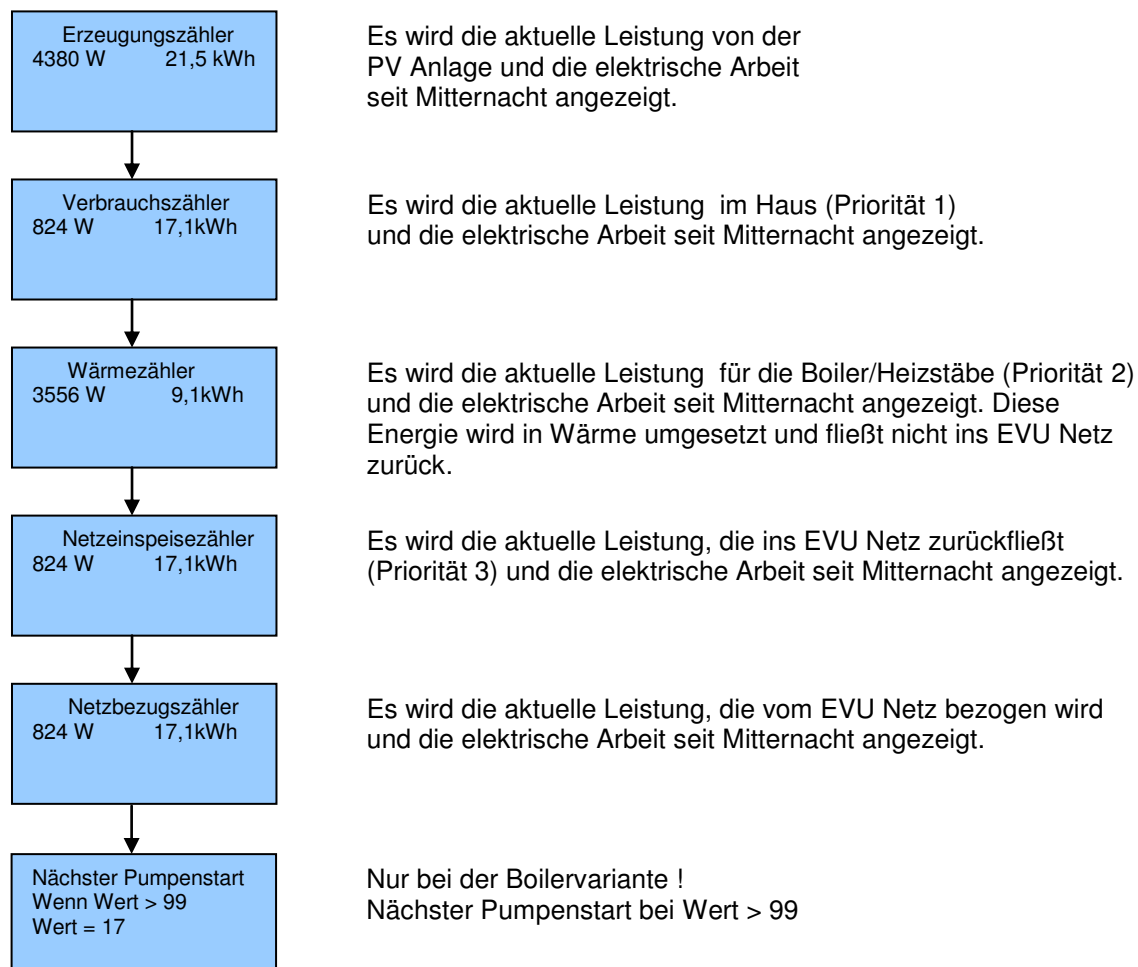 Erzeugungszähler
4380 W 21,5 kWh
Es wird die aktuelle Leistung von der
PV Anlage und die elektrische Arbeit
seit Mitternacht angezeigt.
Verbrauchszähler
824 W 17,1kWh
Es wird die aktuelle Leistung im Haus (Priorität 1)
und die elektrische Arbeit seit Mitternacht angezeigt.
Wärmezähler
3556 W 9,1kWh
Es wird die aktuelle Leistung für die Boiler/Heizstäbe (Priorität 2)
und die elektrische Arbeit seit Mitternacht angezeigt. Diese
Energie wird in Wärme umgesetzt und fließt nicht ins EVU Netz
zurück.
Netzeinspeisezähler
824 W 17,1kWh
Es wird die aktuelle Leistung, die ins EVU Netz zurückfließt
(Priorität 3) und die elektrische Arbeit seit Mitternacht angezeigt.
Netzbezugszähler
824 W 17,1kWh
Es wird die aktuelle Leistung, die vom EVU Netz bezogen wird
und die elektrische Arbeit seit Mitternacht angezeigt.
Nächster Pumpenstart
Wenn Wert > 99
Wert = 17
Nur bei der Boilervariante !
Nächster Pumpenstart bei Wert > 99